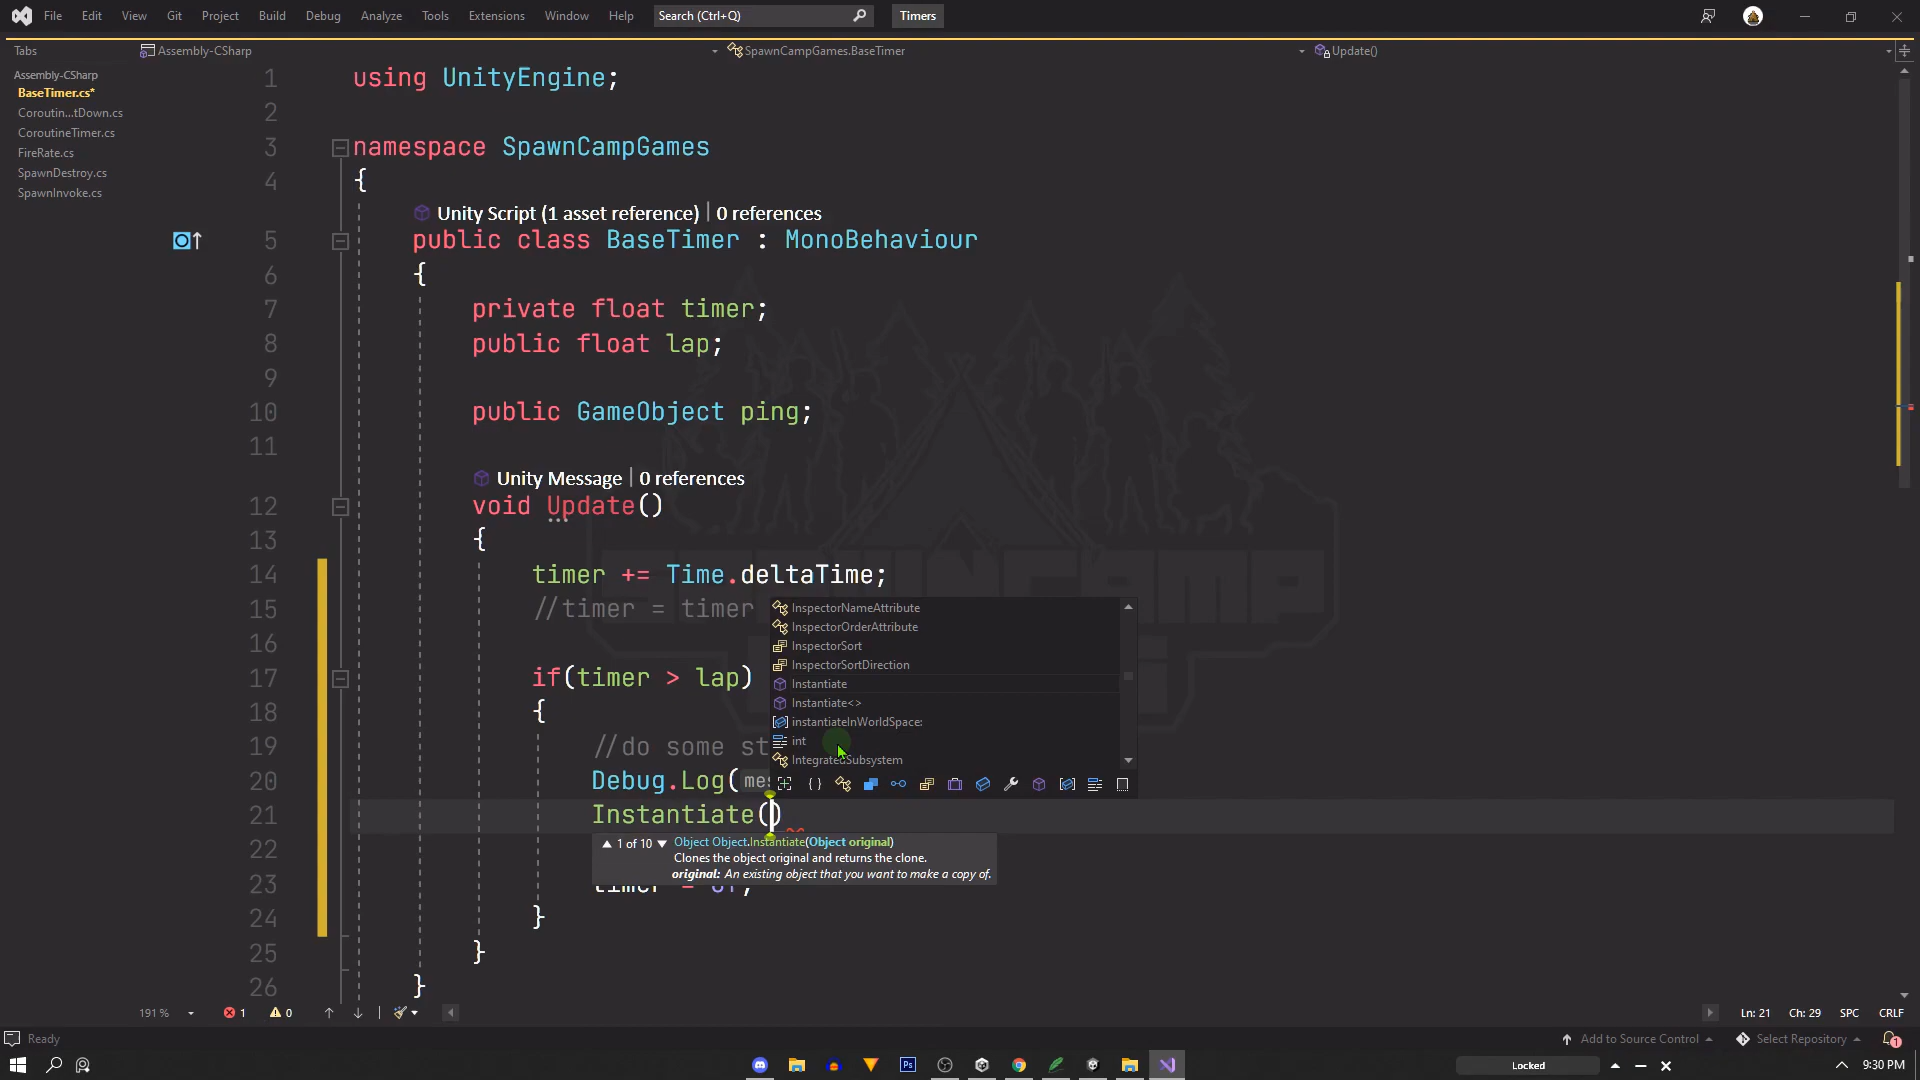 File Edit View Git Project Build Debug Analyze Tools Extensions Window Help Search (Ctrl+Q) Timers
Tabs Assembly-CSharp SpawnCampGames.BaseTimer Update()
Assembly-CSharp
BaseTimer.cs*
Coroutin...tDown.cs
CoroutineTimer.cs
FireRate.cs
SpawnDestroy.cs
SpawnInvoke.cs
1 using UnityEngine;
2
3 namespace SpawnCampGames
4 {
Unity Script (1 asset reference) | 0 references
5 public class BaseTimer : MonoBehaviour
6 {
7 private float timer;
8 public float lap;
9
10 public GameObject ping;
11
Unity Message | 0 references
12 void Update()
13 {
14 timer += Time.deltaTime;
15 //timer = timer
16
17 if(timer > lap)
18 {
19 //do some st
20 Debug.Log(mes
21 Instantiate()
22
23 timer = 0f;
24 }
25 }
26 }
InspectorNameAttribute
InspectorOrderAttribute
InspectorSort
InspectorSortDirection
Instantiate
Instantiate<>
instantiateInWorldSpace:
int
IntegratedSubsystem
1 of 10 Object Object.Instantiate(Object original)
Clones the object original and returns the clone.
original: An existing object that you want to make a copy of.
191 % 1 0 Ln: 21 Ch: 29 SPC CRLF
Ready Add to Source Control Select Repository 1
Locked 9:30 PM